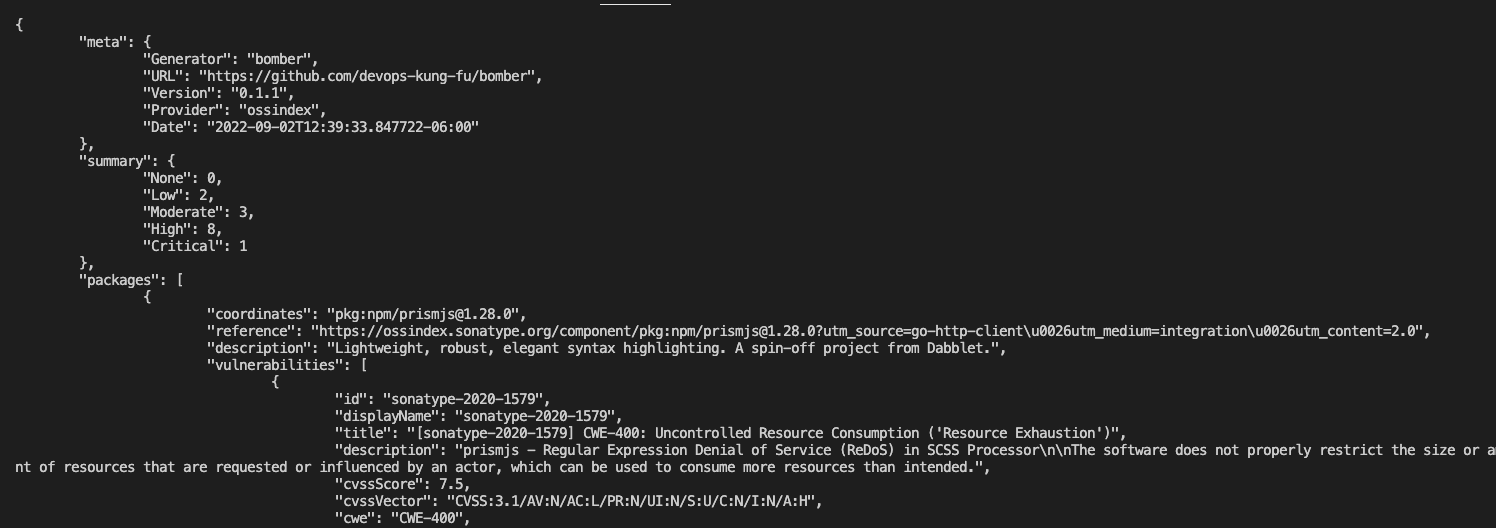 {
"meta": {
"Generator": "bomber",
"URL": "https://github.com/devops-kung-fu/bomber",
"Version": "0.1.1",
"Provider": "ossindex",
"Date": "2022-09-02T12:39:33.847722-06:00"
},
"summary": {
"None": 0,
"Low": 2,
"Moderate": 3,
"High": 8,
"Critical": 1
},
"packages": [
{
"coordinates": "pkg:npm/prismjs@1.28.0",
"reference": "https://ossindex.sonatype.org/component/pkg:npm/prismjs@1.28.0?utm_source=go-http-client\u0026utm_medium=integration\u0026utm_content=2.0",
"description": "Lightweight, robust, elegant syntax highlighting. A spin-off project from Dabblet.",
"vulnerabilities": [
{
"id": "sonatype-2020-1579",
"displayName": "sonatype-2020-1579",
"title": "[sonatype-2020-1579] CWE-400: Uncontrolled Resource Consumption ('Resource Exhaustion')",
"description": "prismjs - Regular Expression Denial of Service (ReDoS) in SCSS Processor\n\nThe software does not properly restrict the size or
nt of resources that are requested or influenced by an actor, which can be used to consume more resources than intended.",
"cvssScore": 7.5,
"cvssVector": "CVSS:3.1/AV:N/AC:L/PR:N/UI:N/S:U/C:N/I:N/A:H",
"cwe": "CWE-400",